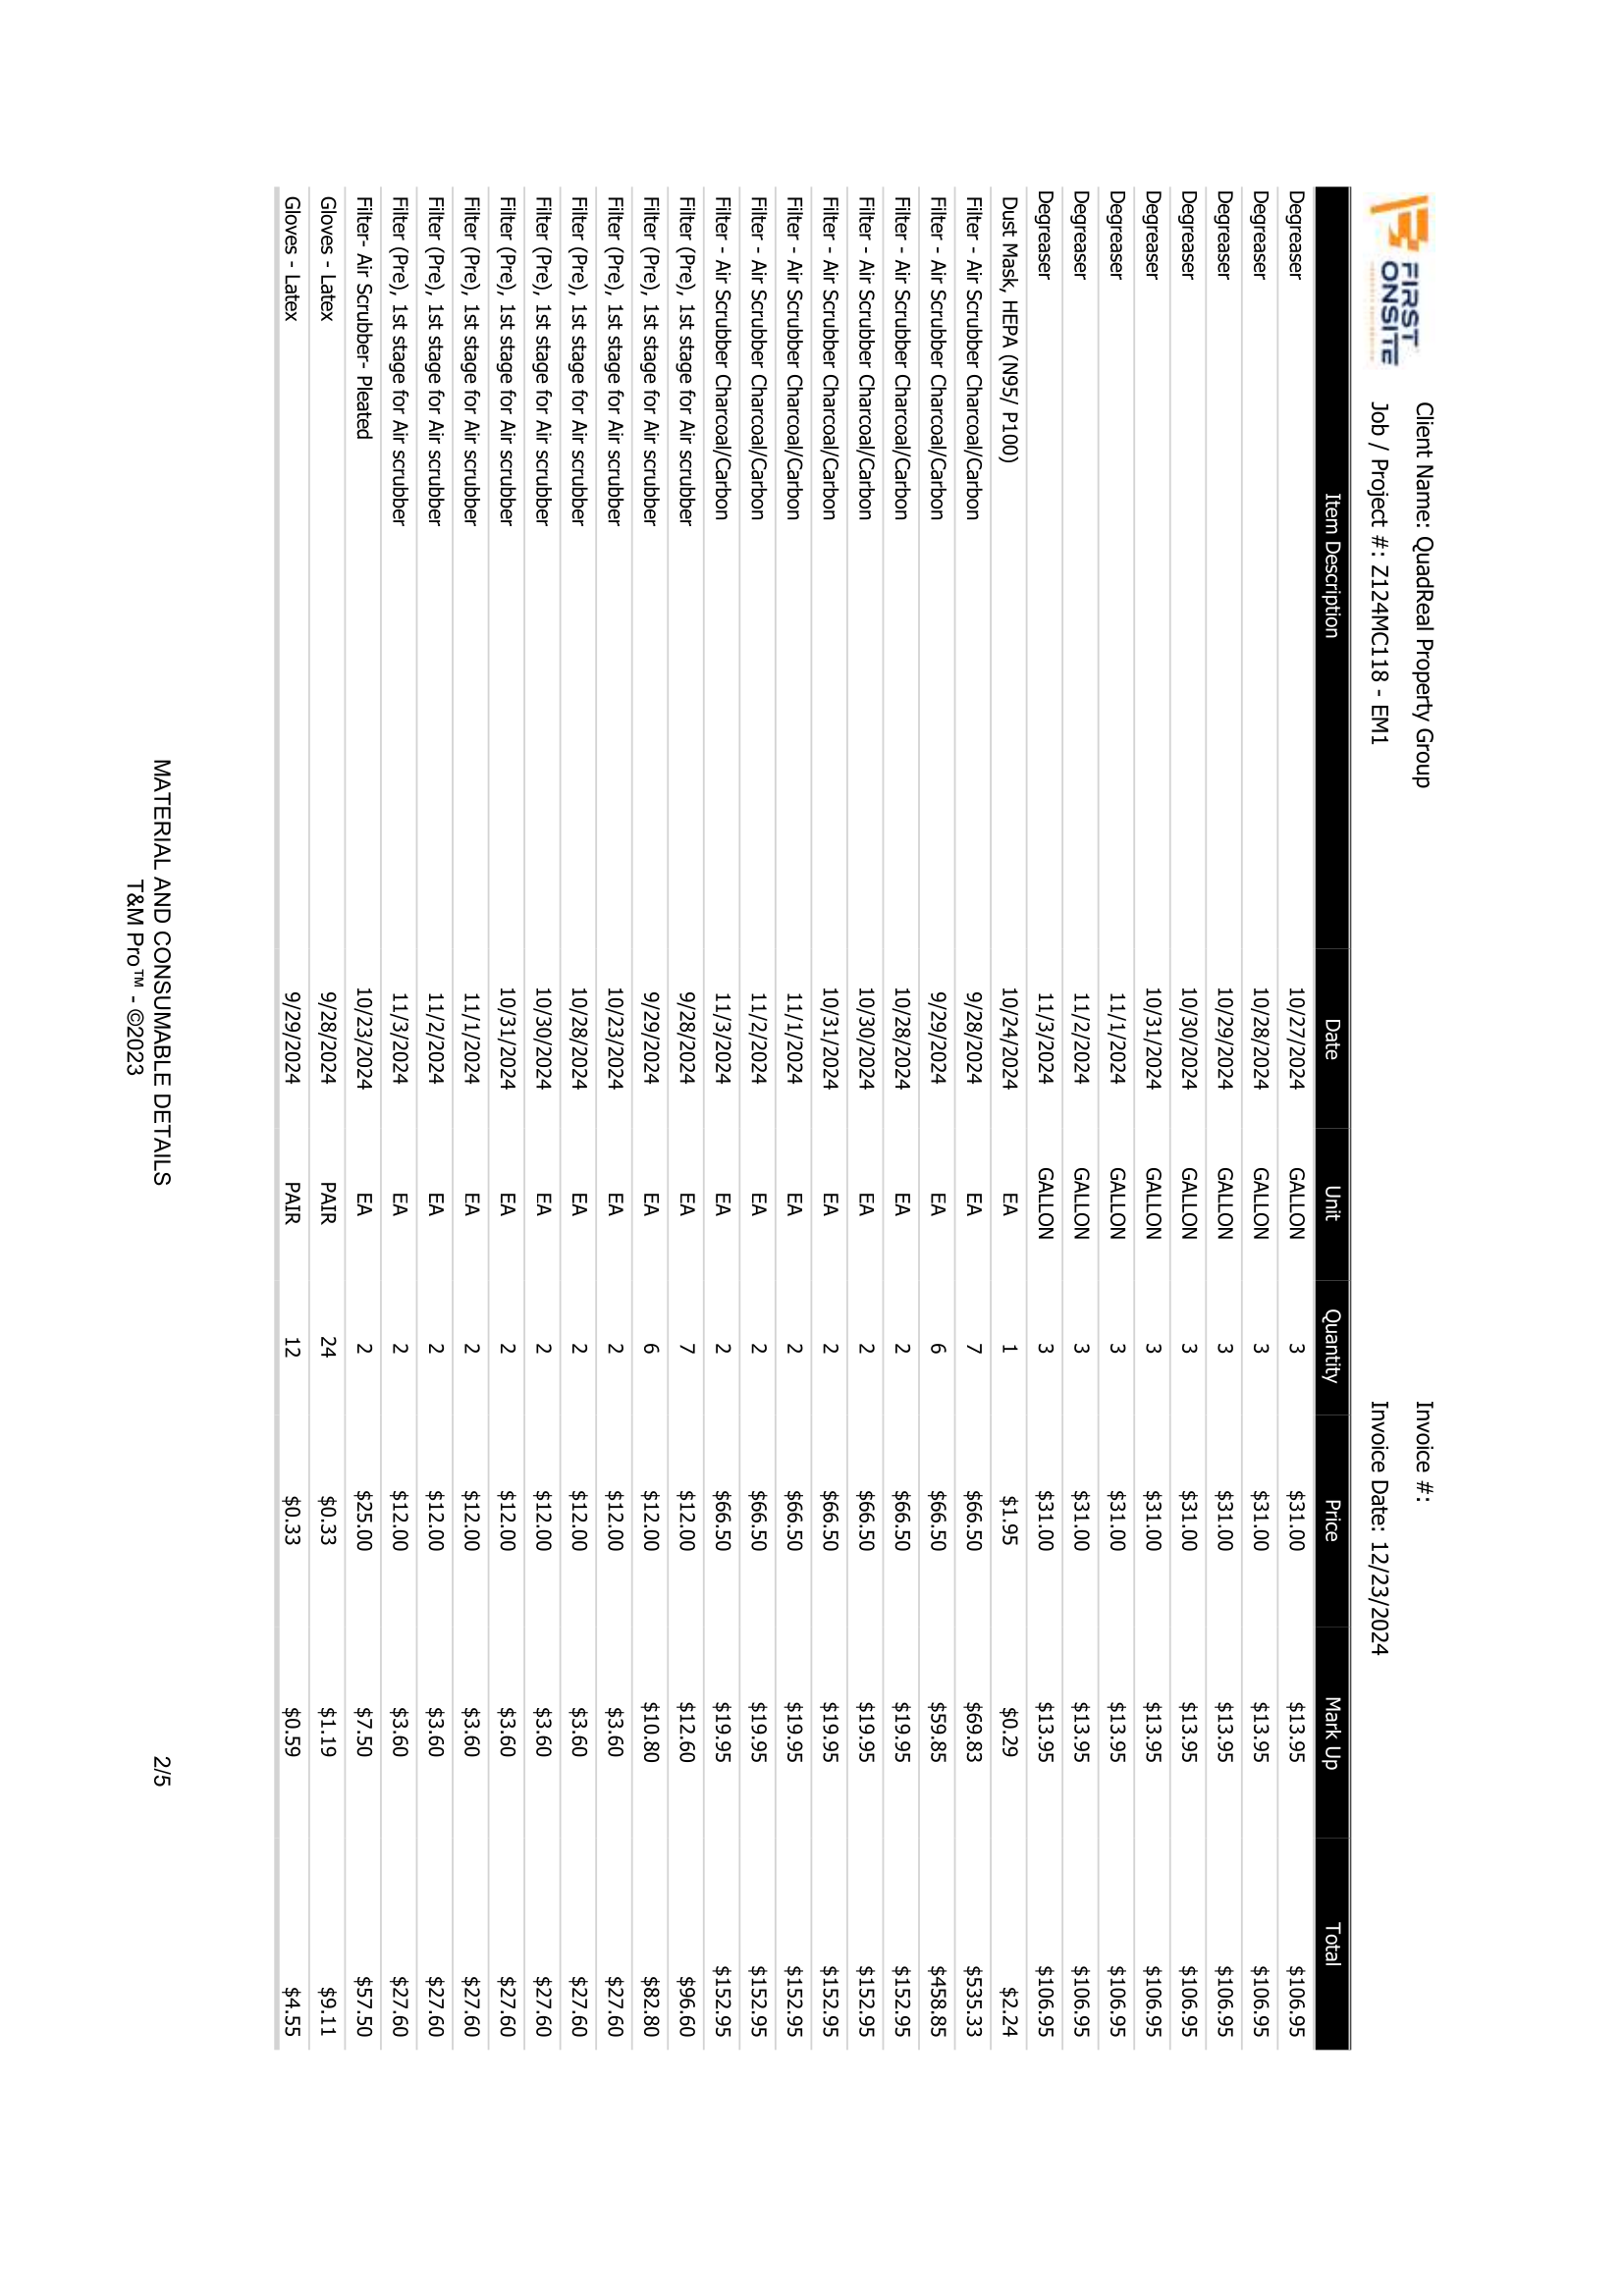 FIRST
ONSITE
Client Name: QuadReal Property Group
Invoice #:
Job / Project #: Z124MC118 - EM1
Invoice Date: 12/23/2024
Item Description Date Unit Quantity Price Mark Up Total
Degreaser 10/27/2024 GALLON 3 $31.00 $13.95 $106.95
Degreaser 10/28/2024 GALLON 3 $31.00 $13.95 $106.95
Degreaser 10/29/2024 GALLON 3 $31.00 $13.95 $106.95
Degreaser 10/30/2024 GALLON 3 $31.00 $13.95 $106.95
Degreaser 10/31/2024 GALLON 3 $31.00 $13.95 $106.95
Degreaser 11/1/2024 GALLON 3 $31.00 $13.95 $106.95
Degreaser 11/2/2024 GALLON 3 $31.00 $13.95 $106.95
Degreaser 11/3/2024 GALLON 3 $31.00 $13.95 $106.95
Dust Mask, HEPA (N95/ P100) 10/24/2024 EA 1 $1.95 $0.29 $2.24
Filter - Air Scrubber Charcoal/Carbon 9/28/2024 EA 7 $66.50 $69.83 $535.33
Filter - Air Scrubber Charcoal/Carbon 9/29/2024 EA 6 $66.50 $59.85 $458.85
Filter - Air Scrubber Charcoal/Carbon 10/28/2024 EA 2 $66.50 $19.95 $152.95
Filter - Air Scrubber Charcoal/Carbon 10/30/2024 EA 2 $66.50 $19.95 $152.95
Filter - Air Scrubber Charcoal/Carbon 10/31/2024 EA 2 $66.50 $19.95 $152.95
Filter - Air Scrubber Charcoal/Carbon 11/1/2024 EA 2 $66.50 $19.95 $152.95
Filter - Air Scrubber Charcoal/Carbon 11/2/2024 EA 2 $66.50 $19.95 $152.95
Filter - Air Scrubber Charcoal/Carbon 11/3/2024 EA 2 $66.50 $19.95 $152.95
Filter (Pre), 1st stage for Air scrubber 9/28/2024 EA 7 $12.00 $12.60 $96.60
Filter (Pre), 1st stage for Air scrubber 9/29/2024 EA 6 $12.00 $10.80 $82.80
Filter (Pre), 1st stage for Air scrubber 10/23/2024 EA 2 $12.00 $3.60 $27.60
Filter (Pre), 1st stage for Air scrubber 10/28/2024 EA 2 $12.00 $3.60 $27.60
Filter (Pre), 1st stage for Air scrubber 10/30/2024 EA 2 $12.00 $3.60 $27.60
Filter (Pre), 1st stage for Air scrubber 10/31/2024 EA 2 $12.00 $3.60 $27.60
Filter (Pre), 1st stage for Air scrubber 11/1/2024 EA 2 $12.00 $3.60 $27.60
Filter (Pre), 1st stage for Air scrubber 11/2/2024 EA 2 $12.00 $3.60 $27.60
Filter (Pre), 1st stage for Air scrubber 11/3/2024 EA 2 $12.00 $3.60 $27.60
Filter- Air Scrubber- Pleated 10/23/2024 EA 2 $25.00 $7.50 $57.50
Gloves - Latex 9/28/2024 PAIR 24 $0.33 $1.19 $9.11
Gloves - Latex 9/29/2024 PAIR 12 $0.33 $0.59 $4.55
MATERIAL AND CONSUMABLE DETAILS 2/5
T&M Pro™ - ©2023